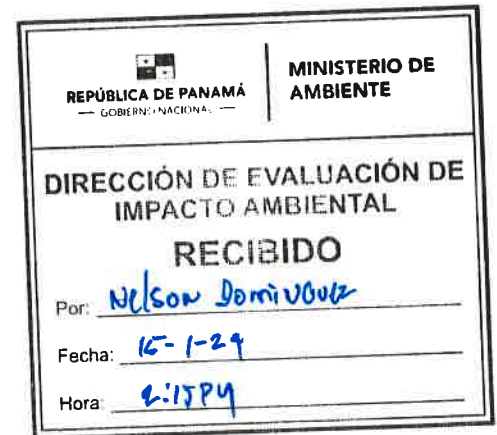 REPÚBLICA DE PANAMÁ
— GOBIERNO NACIONAL —
MINISTERIO DE
AMBIENTE
DIRECCIÓN DE EVALUACIÓN DE
IMPACTO AMBIENTAL
RECIBIDO
Por: Nelson Dominguez
Fecha: 15-1-24
Hora: 2:15PM